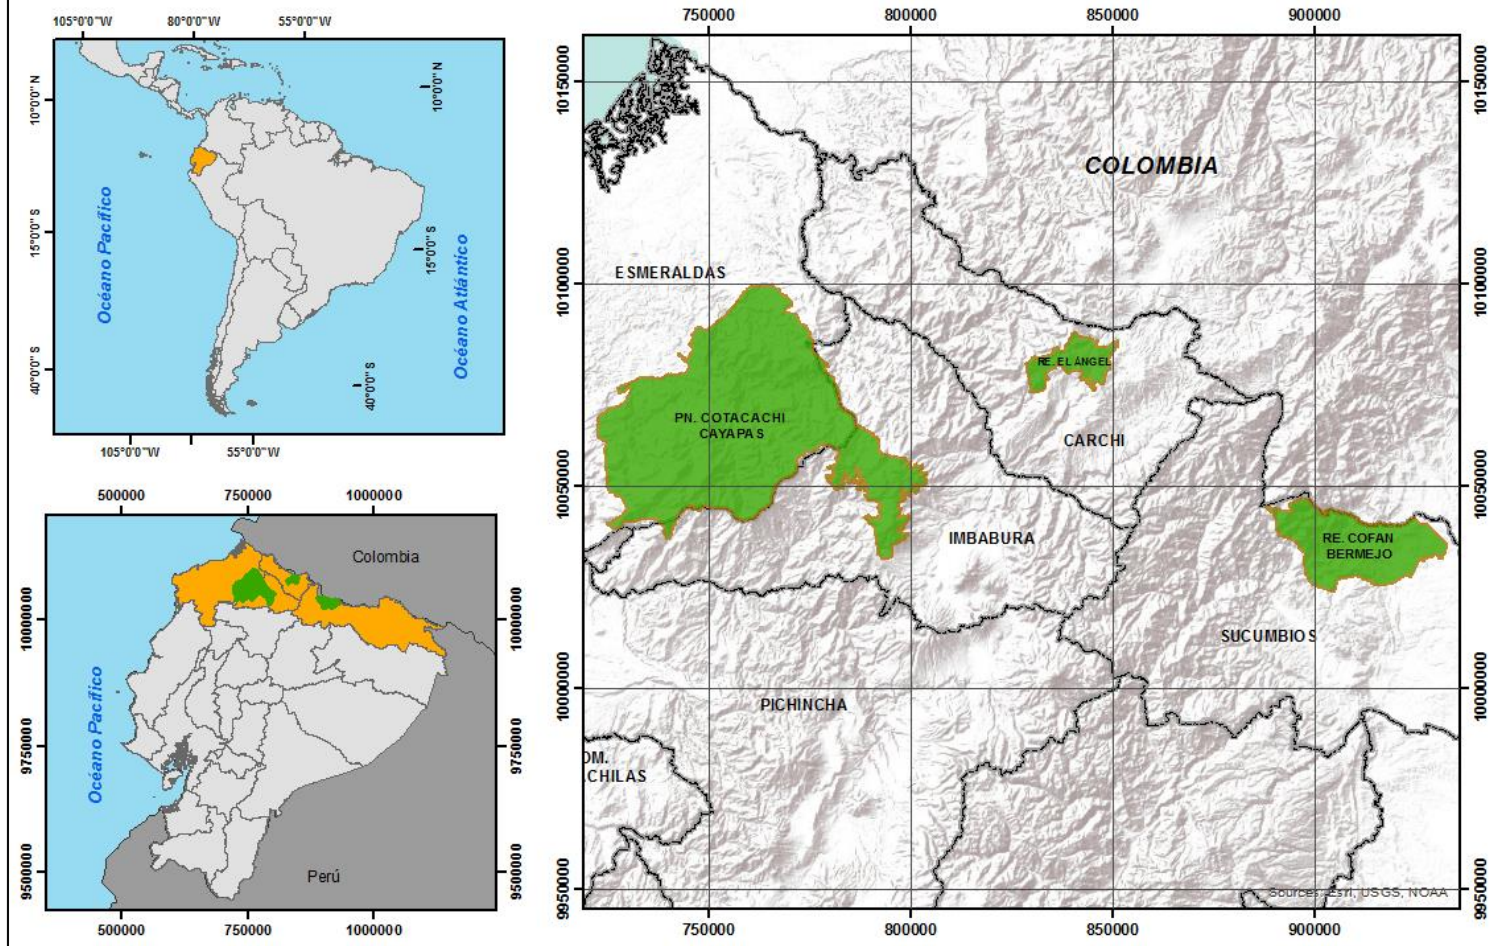 105°0'0"W 80°0'0"W 55°0'0"W
10°0'0"N
10°0'0"N
15°0'0"S
15°0'0"S
40°0'0"S
40°0'0"S
Océano Pacífico
Océano Atlántico
105°0'0"W 55°0'0"W
500000 750000 1000000
Colombia
10000000
10000000
Océano Pacífico
9750000
9750000
Perú
9500000
9500000
500000 750000 1000000
750000 800000 850000 900000
10150000
10150000
COLOMBIA
ESMERALDAS
10100000
10100000
RE. EL ANGEL
PN. COTACACHI
CAYAPAS
CARCHI
10050000
10050000
IMBABURA
RE. COFAN
BERMEJO
SUCUMBIOS
10000000
10000000
PICHINCHA
OM.
CHILAS
9950000
9950000
Sources: Esri, USGS, NOAA
750000 800000 850000 900000